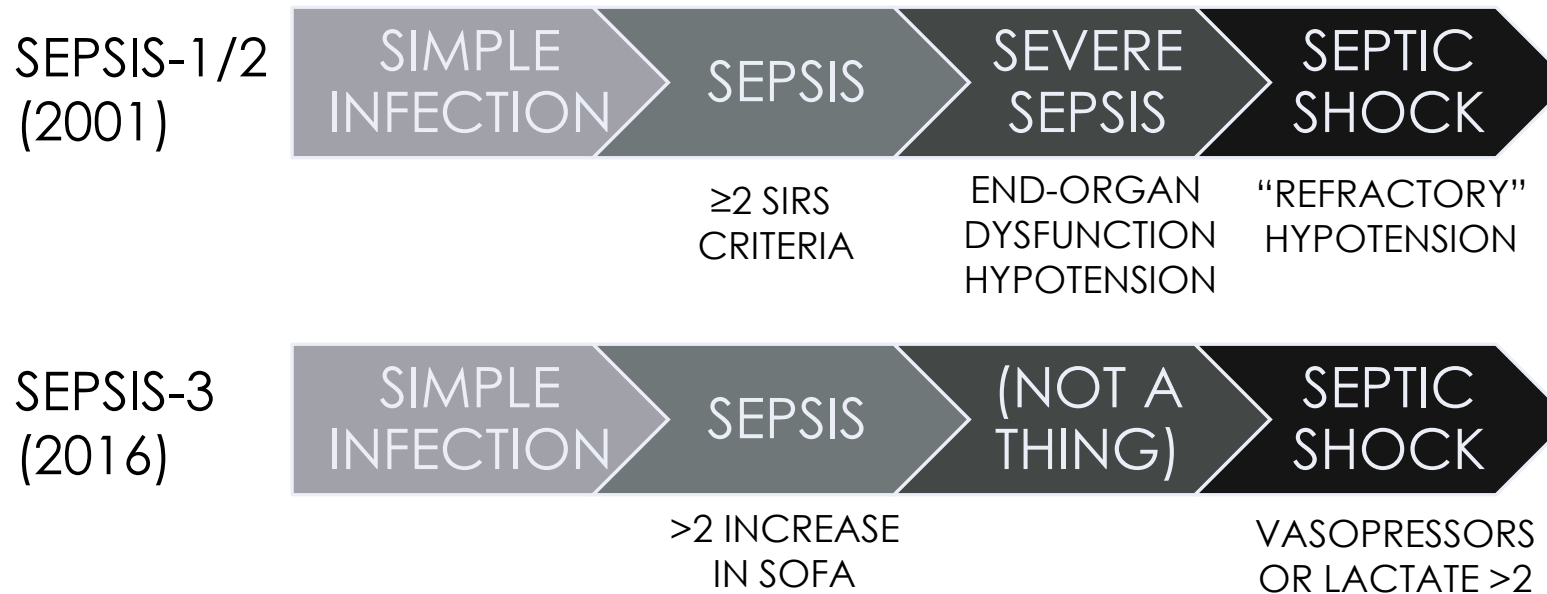 SEPSIS-1/2
(2001)
SIMPLE
INFECTION
SEPSIS
SEVERE
SEPSIS
SEPTIC
SHOCK
≥2 SIRS
CRITERIA
END-ORGAN
DYSFUNCTION
HYPOTENSION
“REFRACTORY”
HYPOTENSION
SEPSIS-3
(2016)
SIMPLE
INFECTION
SEPSIS
(NOT A
THING)
SEPTIC
SHOCK
>2 INCREASE
IN SOFA
VASOPRESSORS
OR LACTATE >2